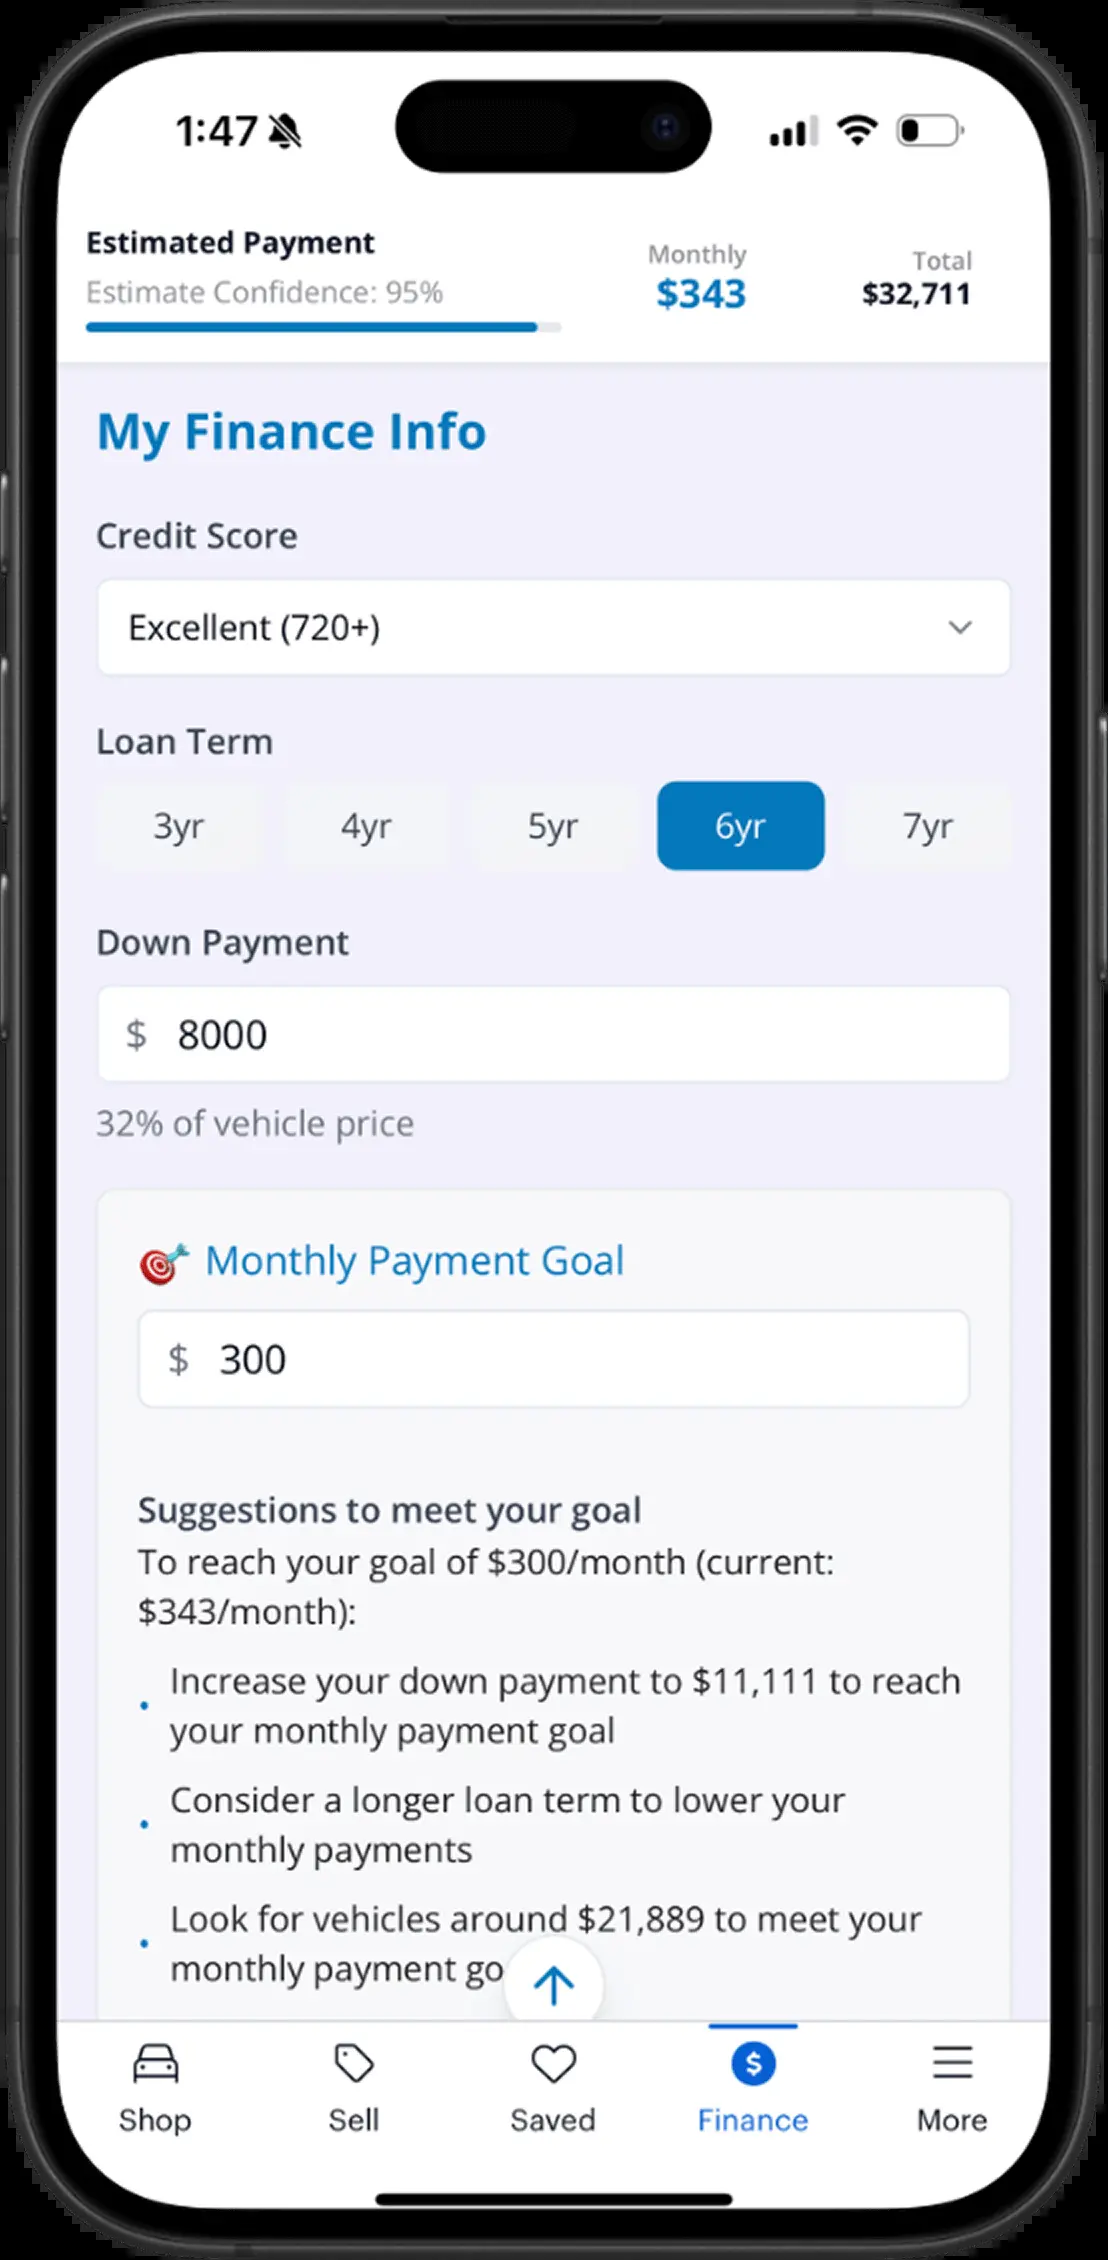 1:47
Estimated Payment
Estimate Confidence: 95%
Monthly
$343
Total
$32,711
My Finance Info
Credit Score
Excellent (720+)
Loan Term
3yr 4yr 5yr 6yr 7yr
Down Payment
$ 8000
32% of vehicle price
Monthly Payment Goal
$ 300
Suggestions to meet your goal
To reach your goal of $300/month (current:
$343/month):
• Increase your down payment to $11,111 to reach
your monthly payment goal
• Consider a longer loan term to lower your
monthly payments
• Look for vehicles around $21,889 to meet your
monthly payment go
Shop Sell Saved $ Finance More